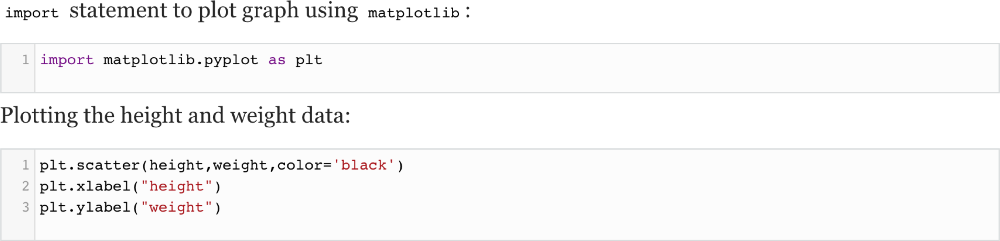 import statement to plot graph using matplotlib :
1 import matplotlib.pyplot as plt
Plotting the height and weight data:
1 plt.scatter(height,weight,color='black')
2 plt.xlabel("height")
3 plt.ylabel("weight")